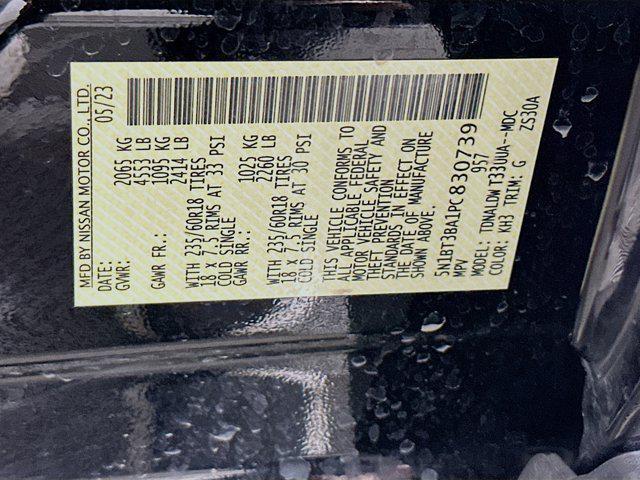 MFD BY NISSAN MOTOR CO., LTD.
DATE: 05/23
GVWR: 2065 KG
4553 LB
GAWR FR.: 1095 KG
2414 LB
WITH 235/60R18 TIRES
18 X 7.5 RIMS AT 33 PSI
COLD SINGLE
GAWR RR.: 1025 KG
2260 LB
WITH 235/60R18 TIRES
18 X 7.5 RIMS AT 30 PSI
COLD SINGLE
THIS VEHICLE CONFORMS TO
ALL APPLICABLE FEDERAL
MOTOR VEHICLE SAFETY AND
THEFT PREVENTION
STANDARDS IN EFFECT ON
THE DATE OF MANUFACTURE
SHOWN ABOVE.
5N1BT3BA1PC830739
MPV 957
MODEL: TDNALDW T33UUA--MDC
COLOR: KH3 TRIM: G
ZS30A